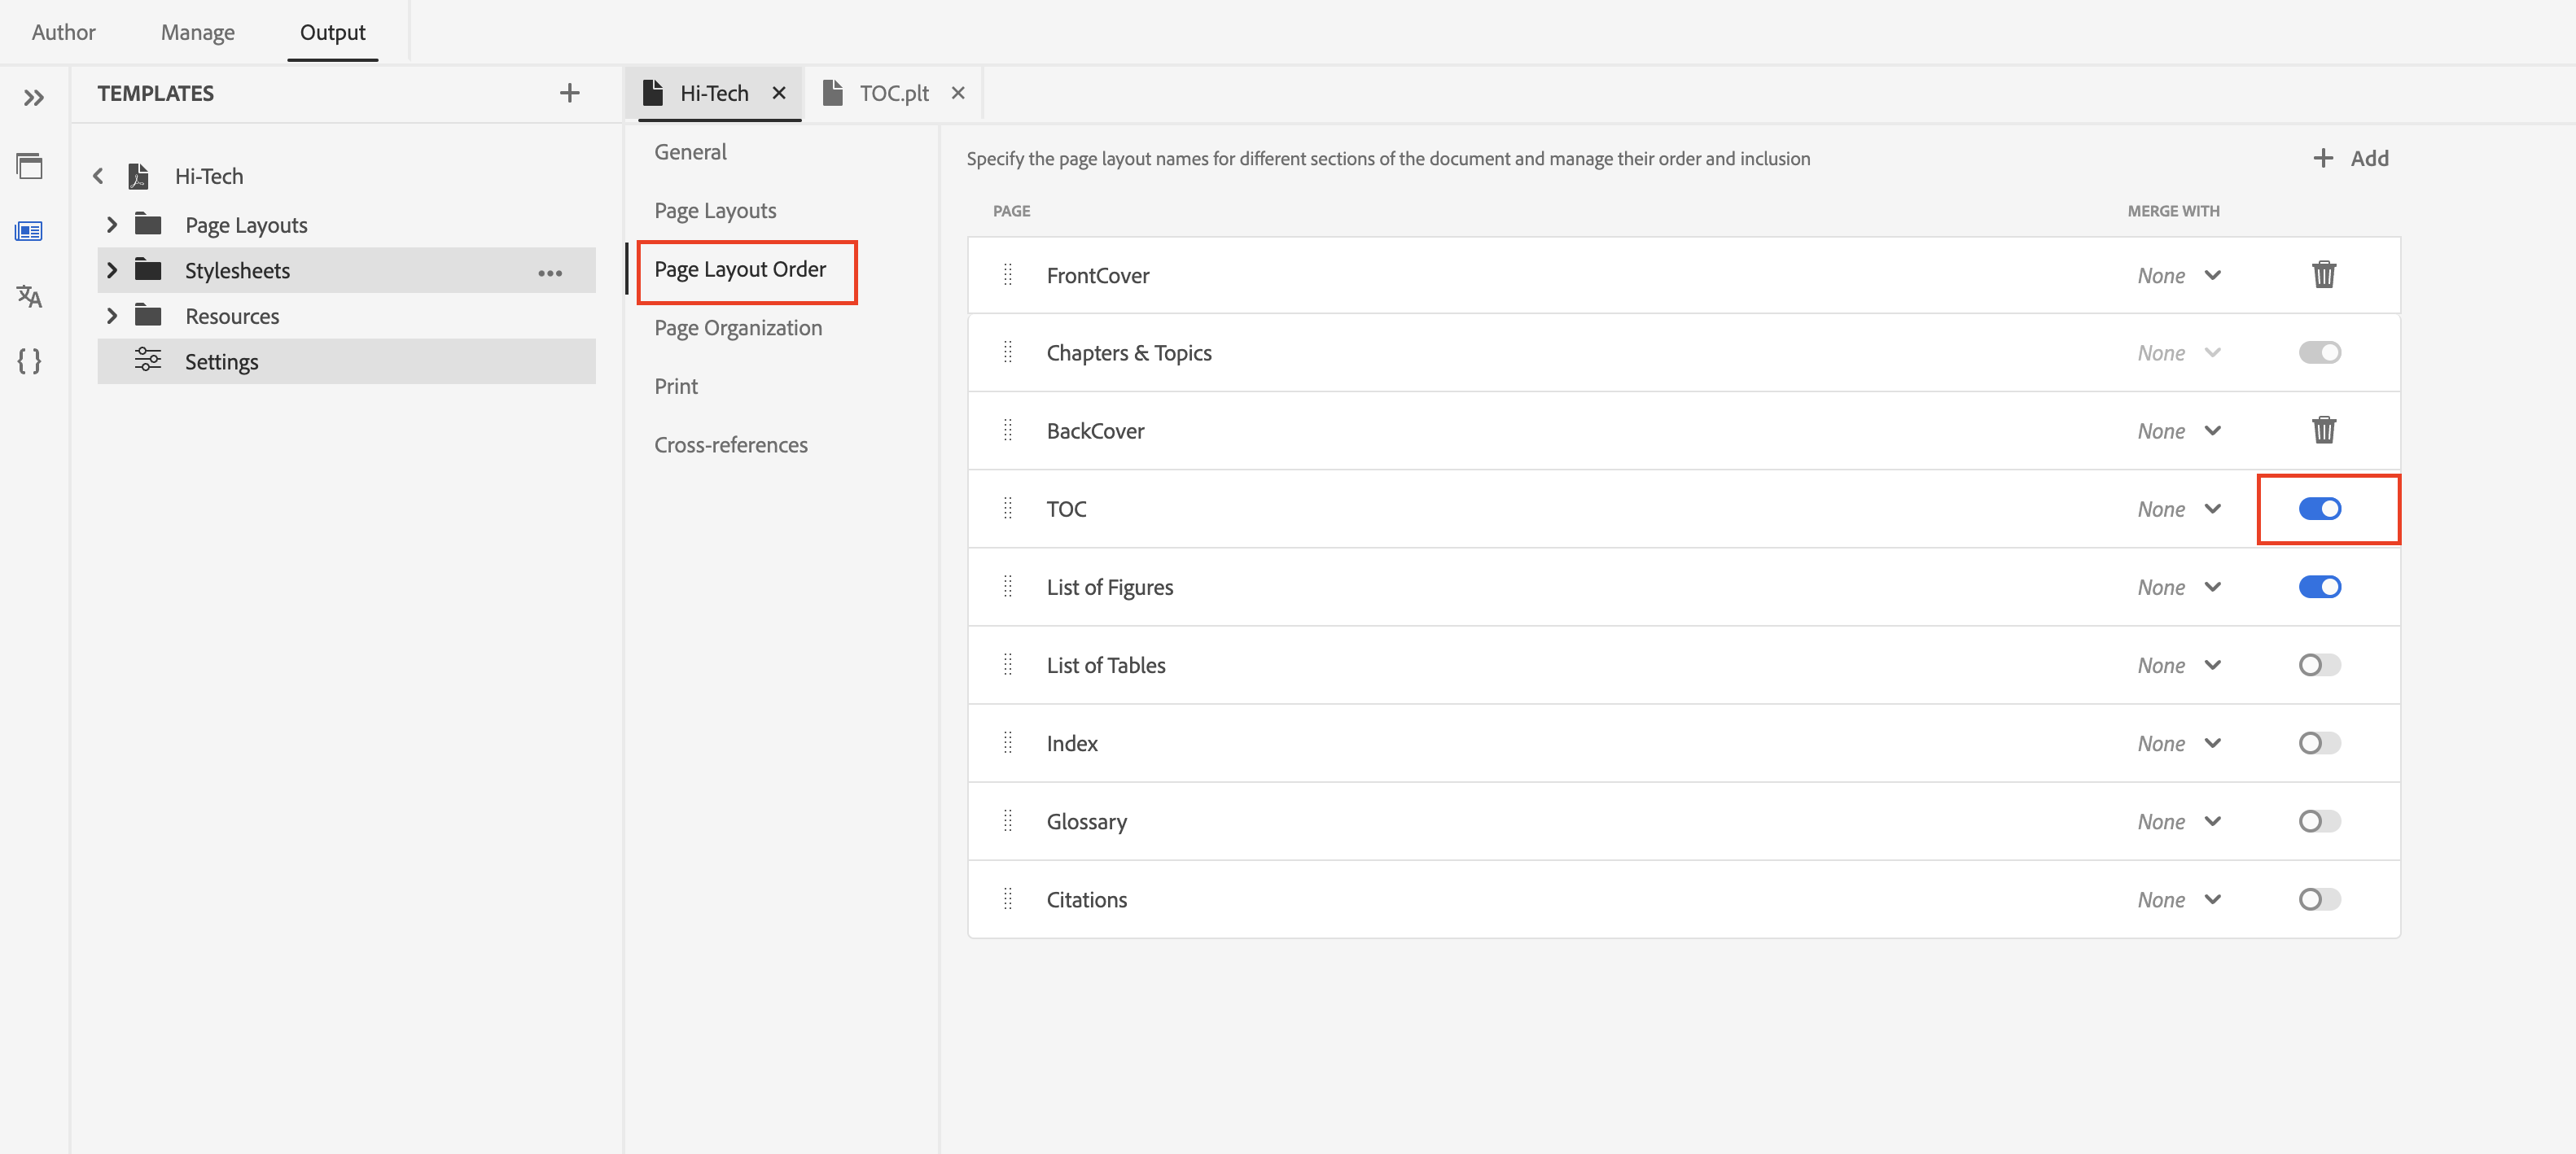 Author Manage Output
TEMPLATES
Hi-Tech
Page Layouts
Stylesheets
Resources
Settings
Hi-Tech TOC.plt
General
Page Layouts
Page Layout Order
Page Organization
Print
Cross-references
Specify the page layout names for different sections of the document and manage their order and inclusion
Add
PAGE MERGE WITH
FrontCover None
Chapters & Topics None
BackCover None
TOC None
List of Figures None
List of Tables None
Index None
Glossary None
Citations None